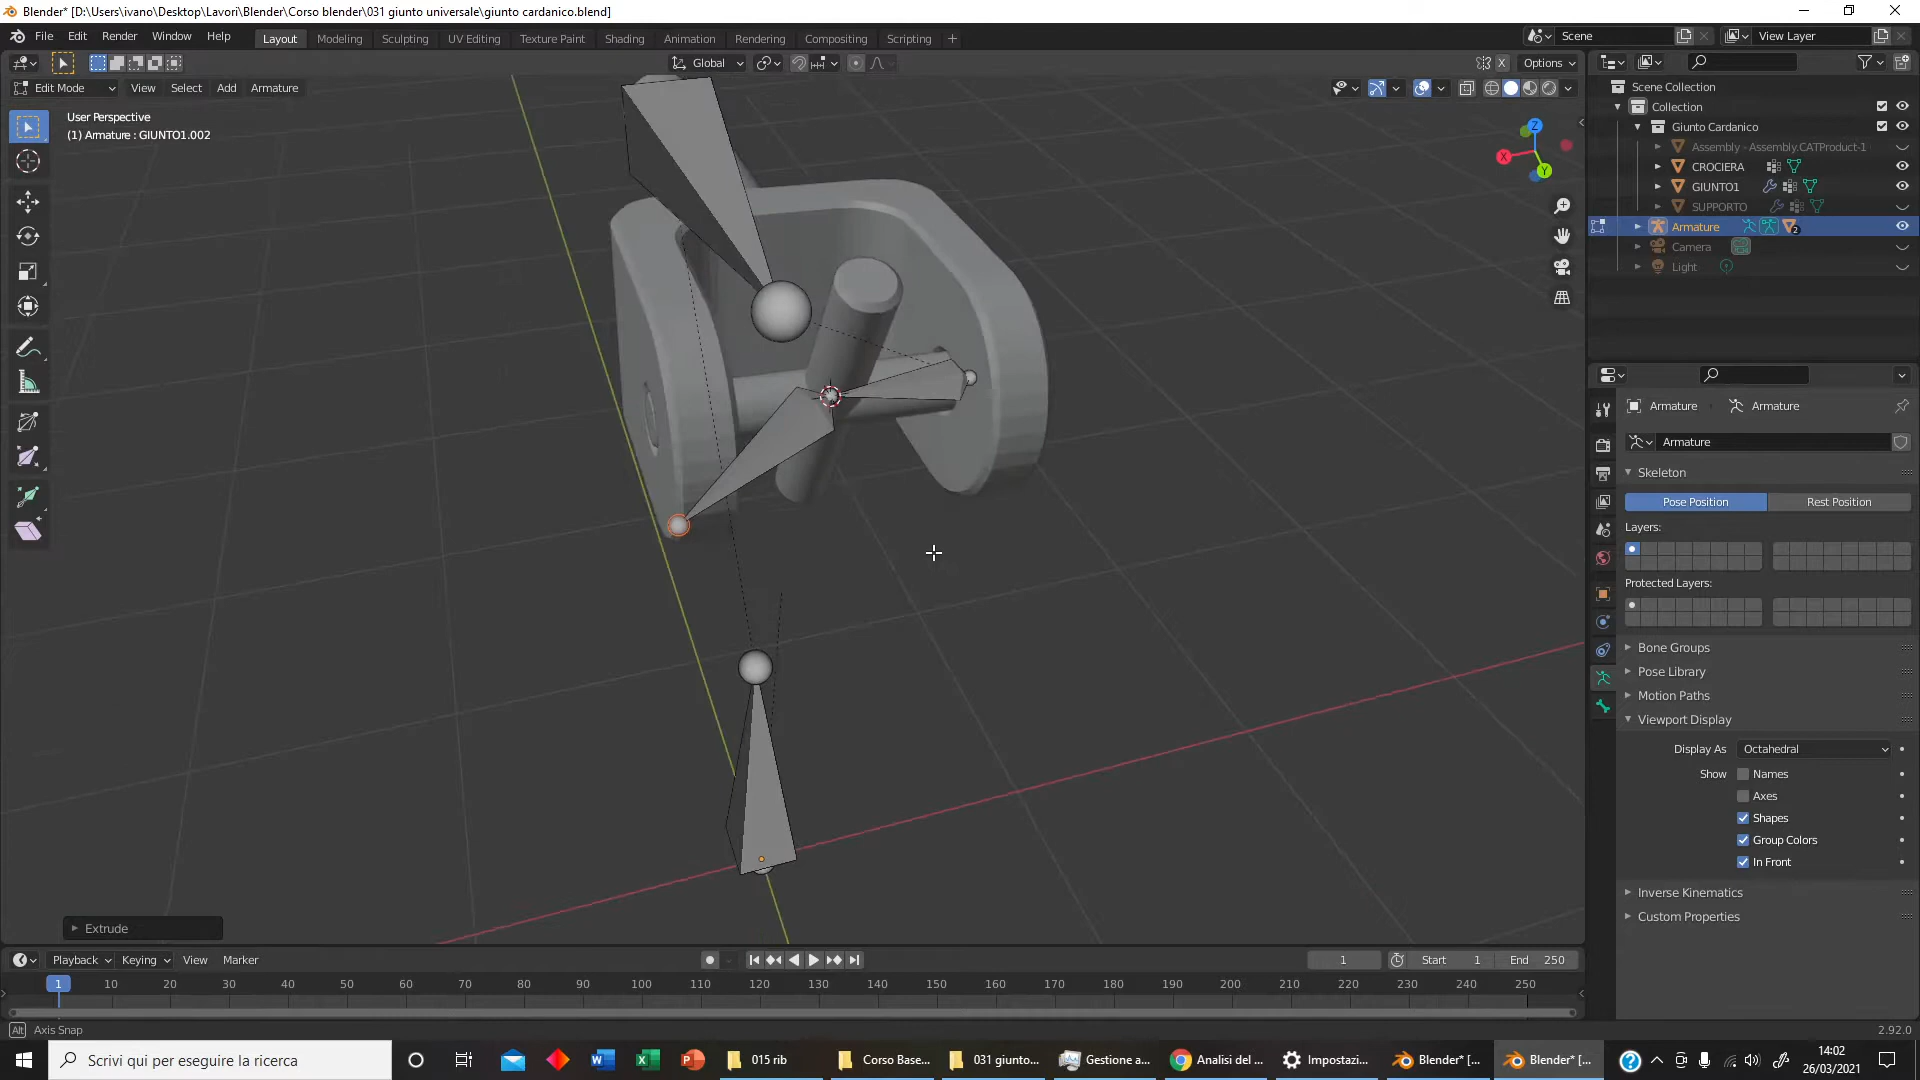 Blender* [D:\Users\ivano\Desktop\Lavori\Blender\Corso blender\031 giunto universale\giunto cardanico.blend]
File Edit Render Window Help Layout Modeling Sculpting UV Editing Texture Paint Shading Animation Rendering Compositing Scripting + Scene View Layer
Global X Options
Edit Mode View Select Add Armature
User Perspective
(1) Armature : GIUNTO1.002
Z
X
Y
Scene Collection
Collection
Giunto Cardanico
Assembly - Assembly.CATProduct-1
CROCIERA
GIUNTO1
SUPPORTO
Armature 2
Camera
Light
Armature Armature
Armature
Skeleton
Pose Position Rest Position
Layers:
Protected Layers:
Bone Groups
Pose Library
Motion Paths
Viewport Display
Display As Octahedral
Show Names
Axes
Shapes
Group Colors
In Front
Inverse Kinematics
Custom Properties
Extrude
Playback Keying View Marker 1 Start 1 End 250
1 10 20 30 40 50 60 70 80 90 100 110 120 130 140 150 160 170 180 190 200 210 220 230 240 250
Alt Axis Snap 2.92.0
Scrivi qui per eseguire la ricerca 015 rib Corso Base... 031 giunto... Gestione a... Analisi del ... Impostazi... Blender* [... Blender* [... 14:02
26/03/2021